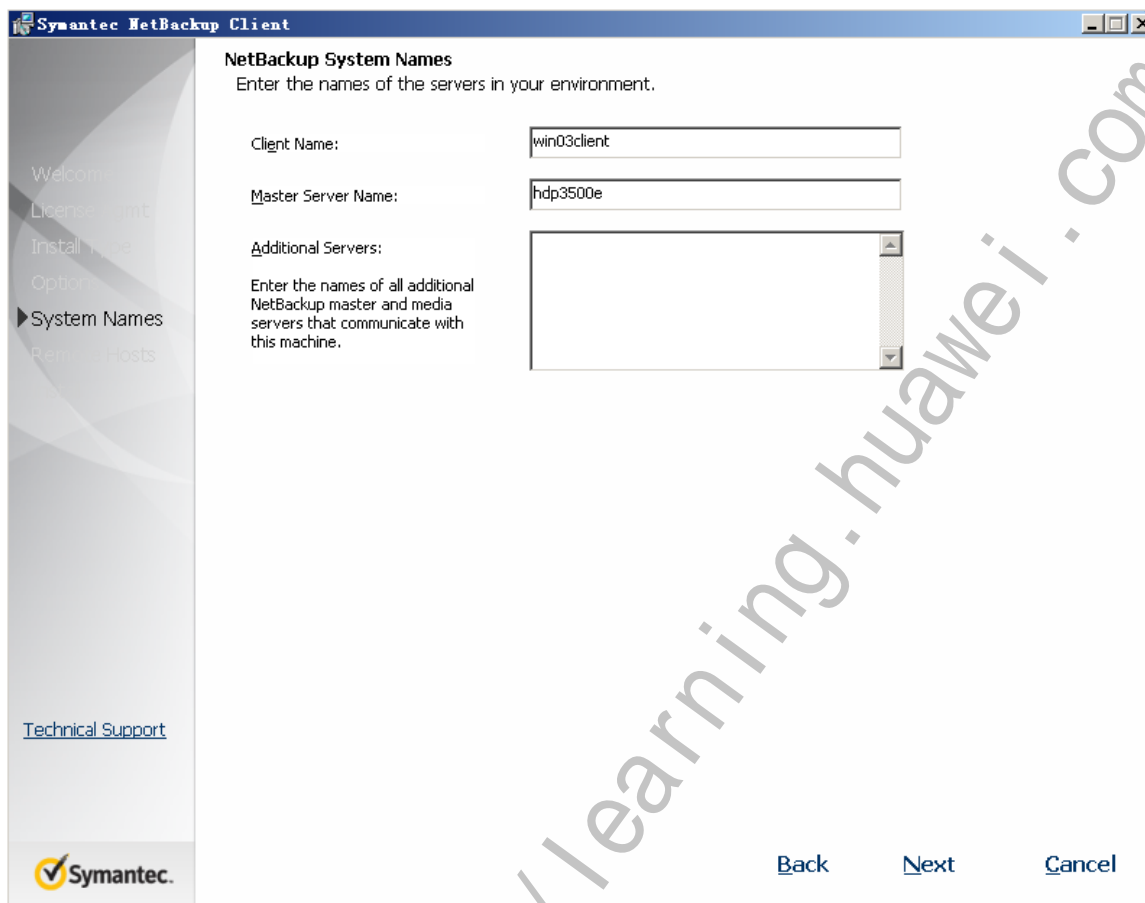 Symantec NetBackup Client
NetBackup System Names
Enter the names of the servers in your environment.
Client Name:
win03client
Master Server Name:
hdp3500e
Additional Servers:
Enter the names of all additional
NetBackup master and media
servers that communicate with
this machine.
Install
System Names
Hosts
Technical Support
Symantec.
Back
Next
Cancel
/learning.huawei.com